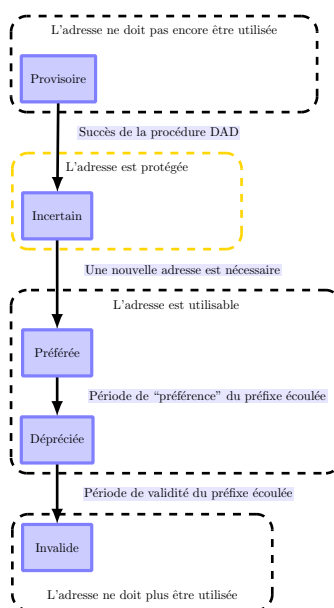 L'adresse ne doit pas encore être utilisée
Provisoire
Succès de la procédure DAD
L'adresse est protégée
Incertain
Une nouvelle adresse est nécessaire
L'adresse est utilisable
Préférée
Période de “préférence” du préfixe écoulée
Dépréciée
Période de validité du préfixe écoulée
Invalide
L'adresse ne doit plus être utilisée